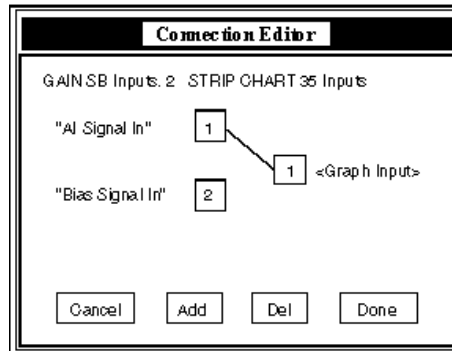 Connection Editor
GAIN SB Inputs. 2 STRIP CHART 35 Inputs
"AI Signal In" 1
1 <Graph Input>
"Bias Signal In" 2
Cancel Add Del Done